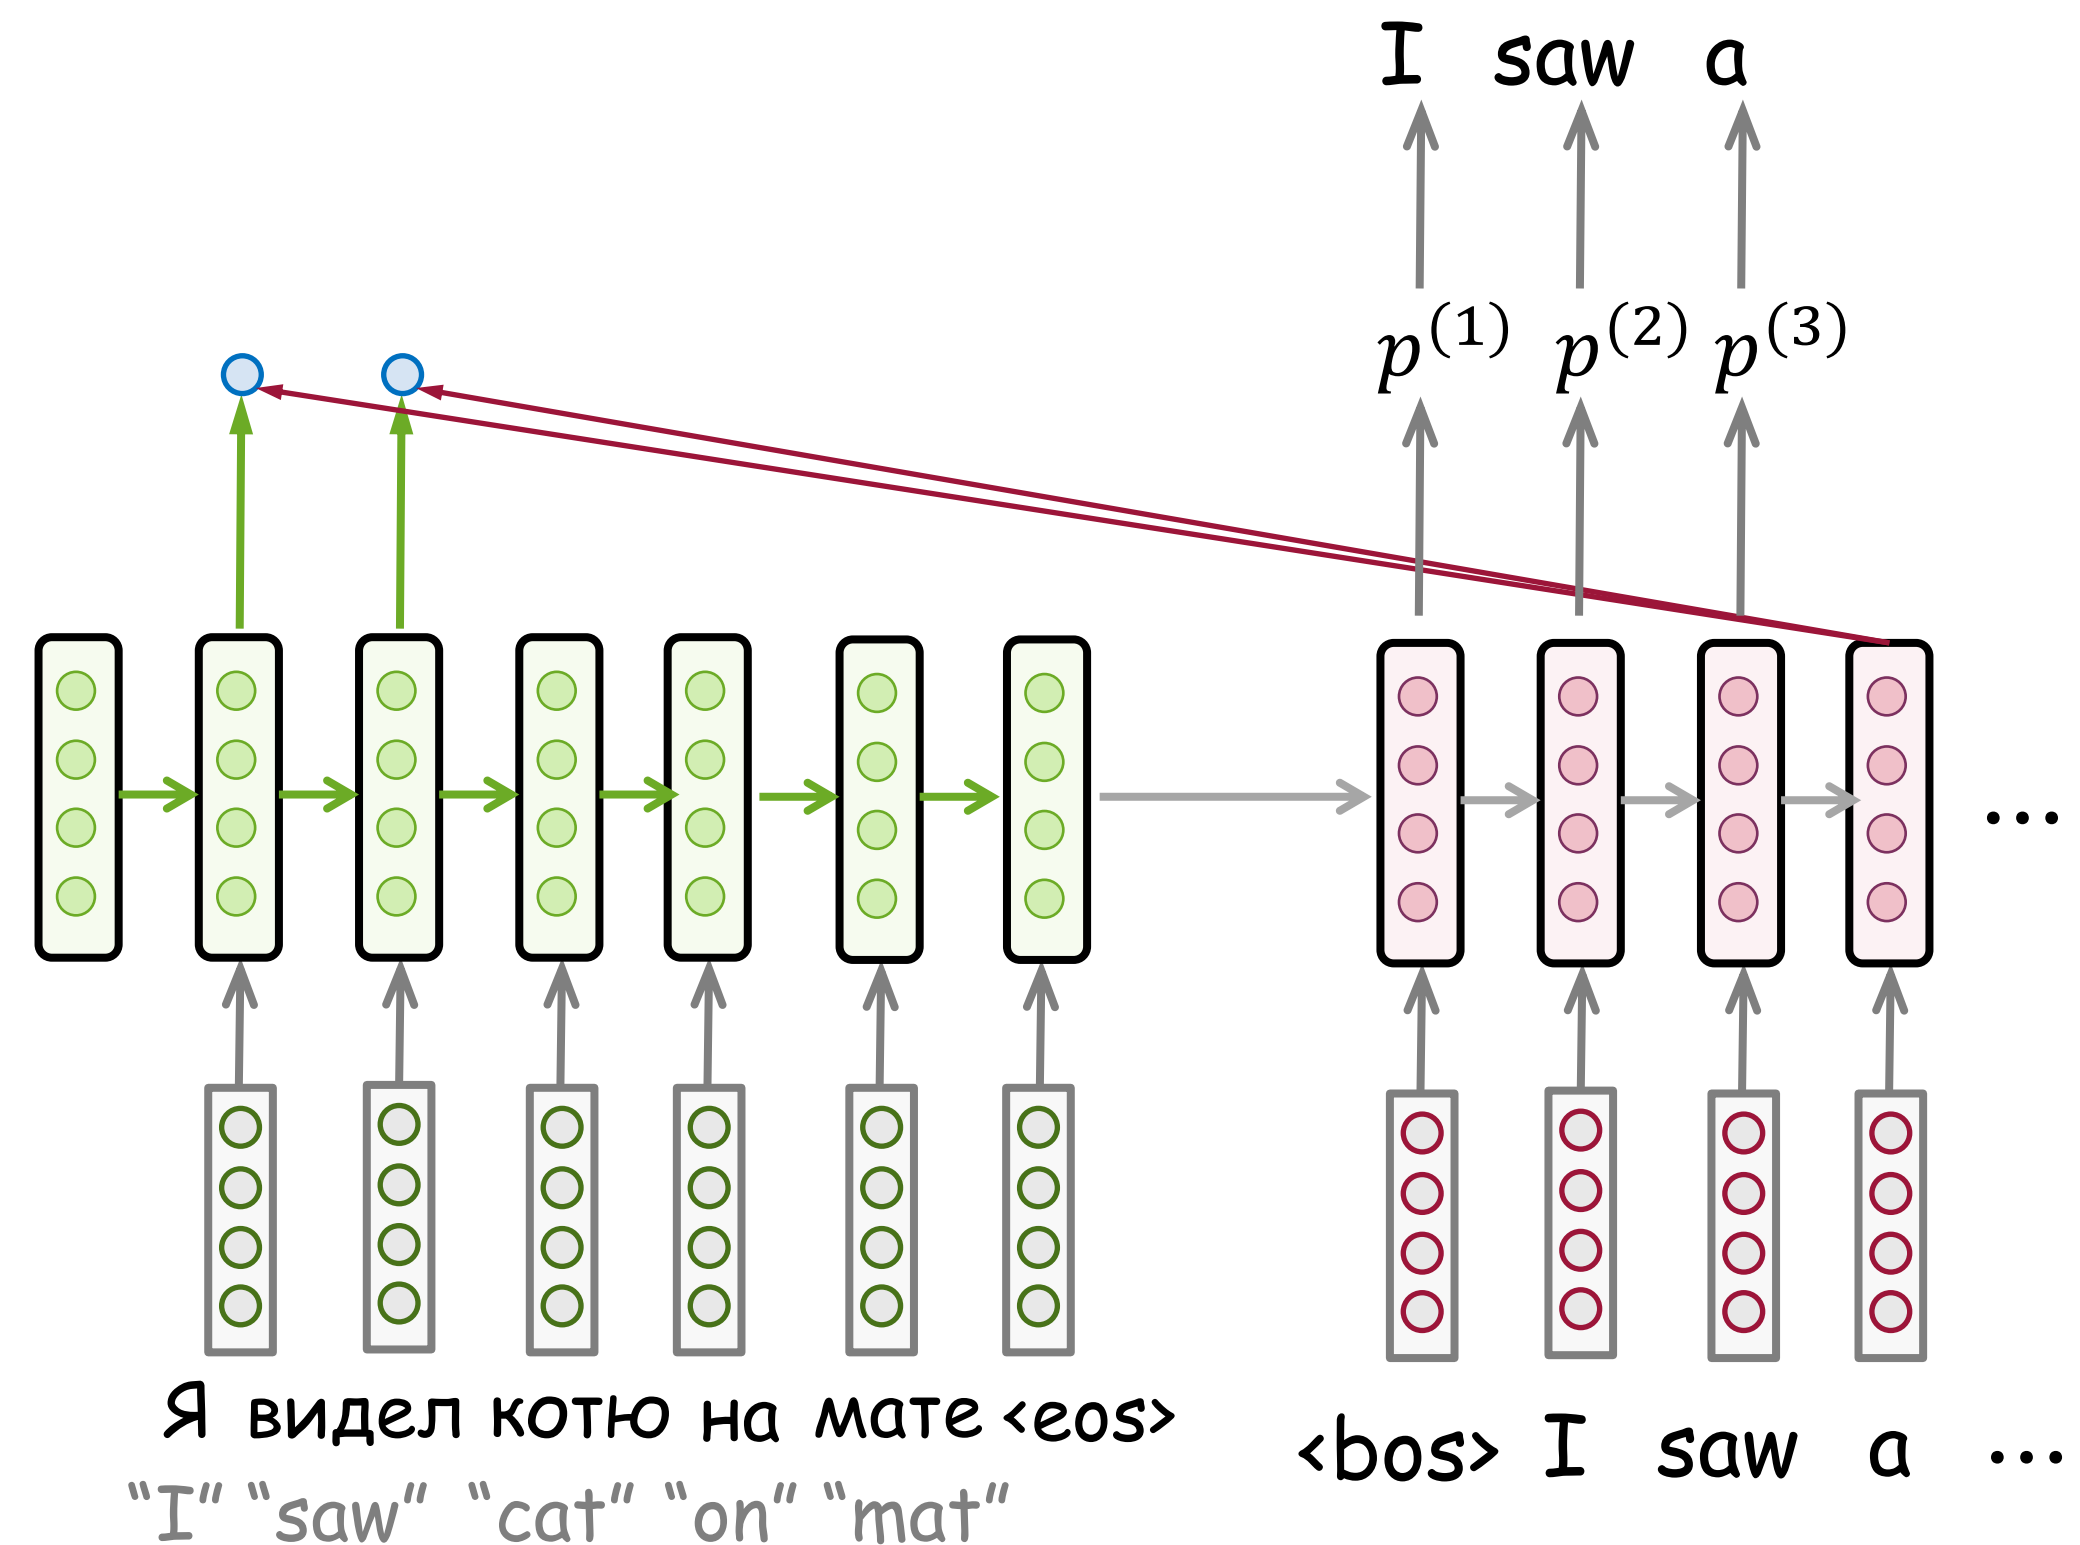 I saw a
p⁽¹⁾ p⁽²⁾ p⁽³⁾
...
Я видел котю на мате <eos>
<bos> I saw a ...
"I" "saw" "cat" "on" "mat"